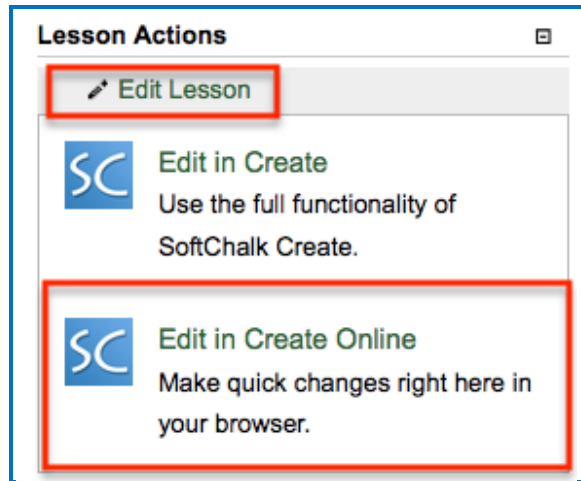 Lesson Actions
Edit Lesson
SC
Edit in Create
Use the full functionality of
SoftChalk Create.
SC
Edit in Create Online
Make quick changes right here in
your browser.